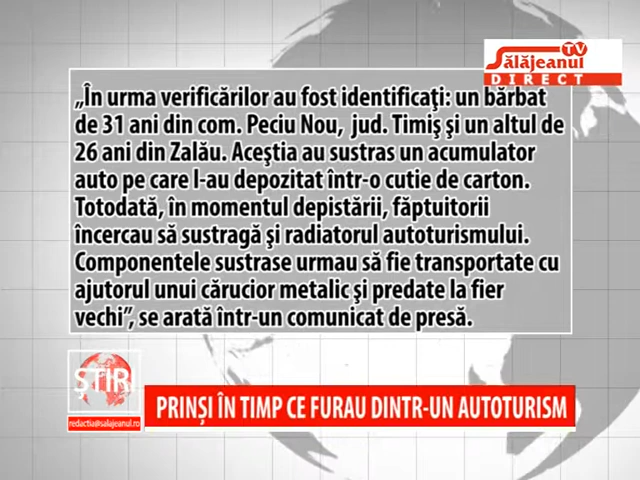 Sălăjeanul TV
DIRECT
„În urma verificărilor au fost identificaţi: un bărbat
de 31 ani din com. Peciu Nou, jud. Timiş şi un altul de
26 ani din Zalău. Aceştia au sustras un acumulator
auto pe care l-au depozitat într-o cutie de carton.
Totodată, în momentul depistării, făptuitorii
încercau să sustragă şi radiatorul autoturismului.
Componentele sustrase urmau să fie transportate cu
ajutorul unui cărucior metalic şi predate la fier
vechi”, se arată într-un comunicat de presă.
ŞTIRI
redactia@salajeanul.ro
PRINŞI ÎN TIMP CE FURAU DINTR-UN AUTOTURISM